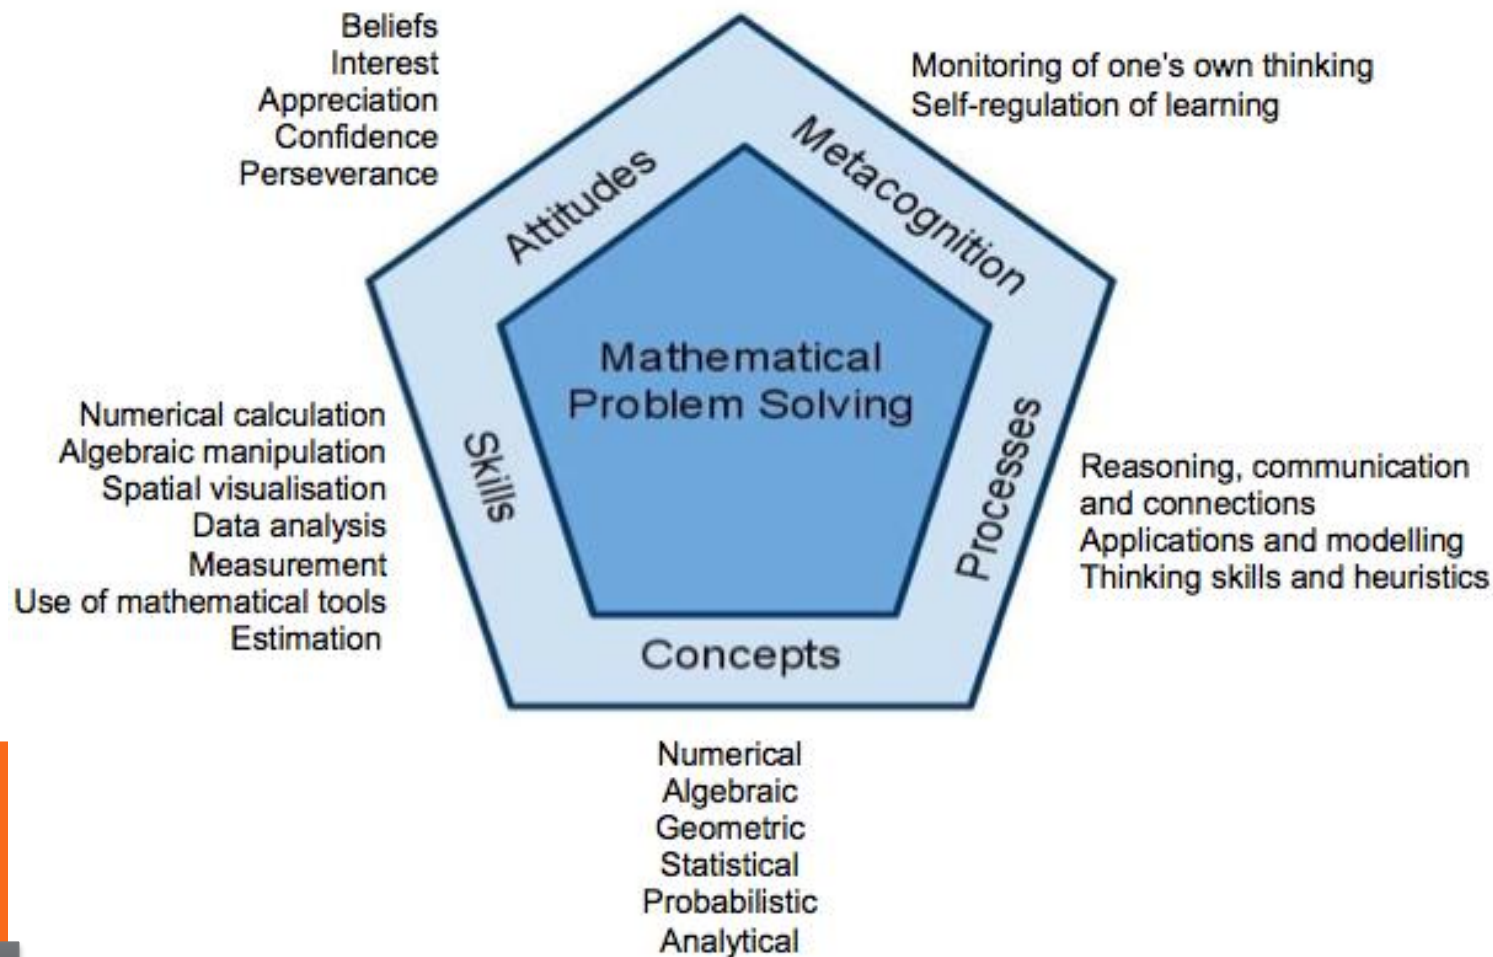 Beliefs
Interest
Appreciation
Confidence
Perseverance
Monitoring of one's own thinking
Self-regulation of learning
Attitudes
Metacognition
Mathematical
Problem Solving
Numerical calculation
Algebraic manipulation
Spatial visualisation
Data analysis
Measurement
Use of mathematical tools
Estimation
Skills
Processes
Reasoning, communication
and connections
Applications and modelling
Thinking skills and heuristics
Concepts
Numerical
Algebraic
Geometric
Statistical
Probabilistic
Analytical